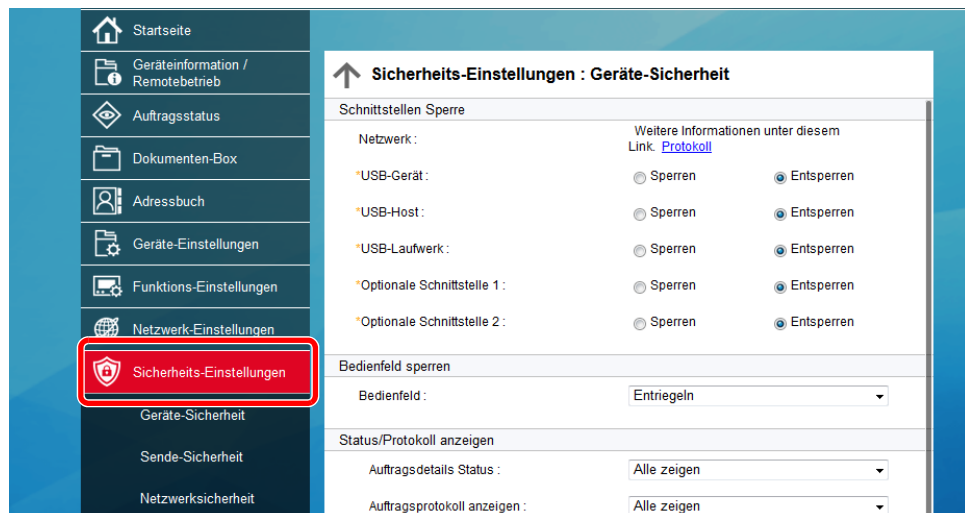 Startseite
Geräteinformation /
Remotebetrieb
Auftragsstatus
Dokumenten-Box
Adressbuch
Geräte-Einstellungen
Funktions-Einstellungen
Netzwerk-Einstellungen
Sicherheits-Einstellungen
Geräte-Sicherheit
Sende-Sicherheit
Netzwerksicherheit
Sicherheits-Einstellungen : Geräte-Sicherheit
Schnittstellen Sperre
Netzwerk : Weitere Informationen unter diesem
Link. Protokoll
*USB-Gerät : Sperren Entsperren
*USB-Host : Sperren Entsperren
*USB-Laufwerk : Sperren Entsperren
*Optionale Schnittstelle 1 : Sperren Entsperren
*Optionale Schnittstelle 2 : Sperren Entsperren
Bedienfeld sperren
Bedienfeld : Entriegeln
Status/Protokoll anzeigen
Auftragsdetails Status : Alle zeigen
Auftragsprotokoll anzeigen : Alle zeigen